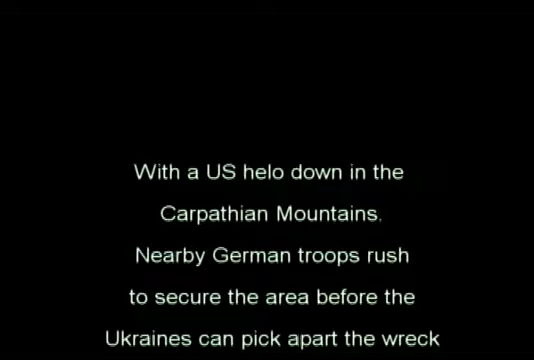 With a US helo down in the
Carpathian Mountains.
Nearby German troops rush
to secure the area before the
Ukraines can pick apart the wreck